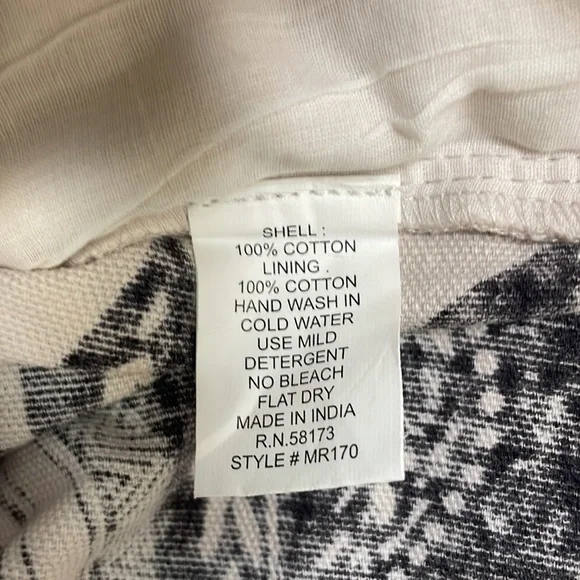 SHELL :
100% COTTON
LINING .
100% COTTON
HAND WASH IN
COLD WATER
USE MILD
DETERGENT
NO BLEACH
FLAT DRY
MADE IN INDIA
R.N.58173
STYLE # MR170